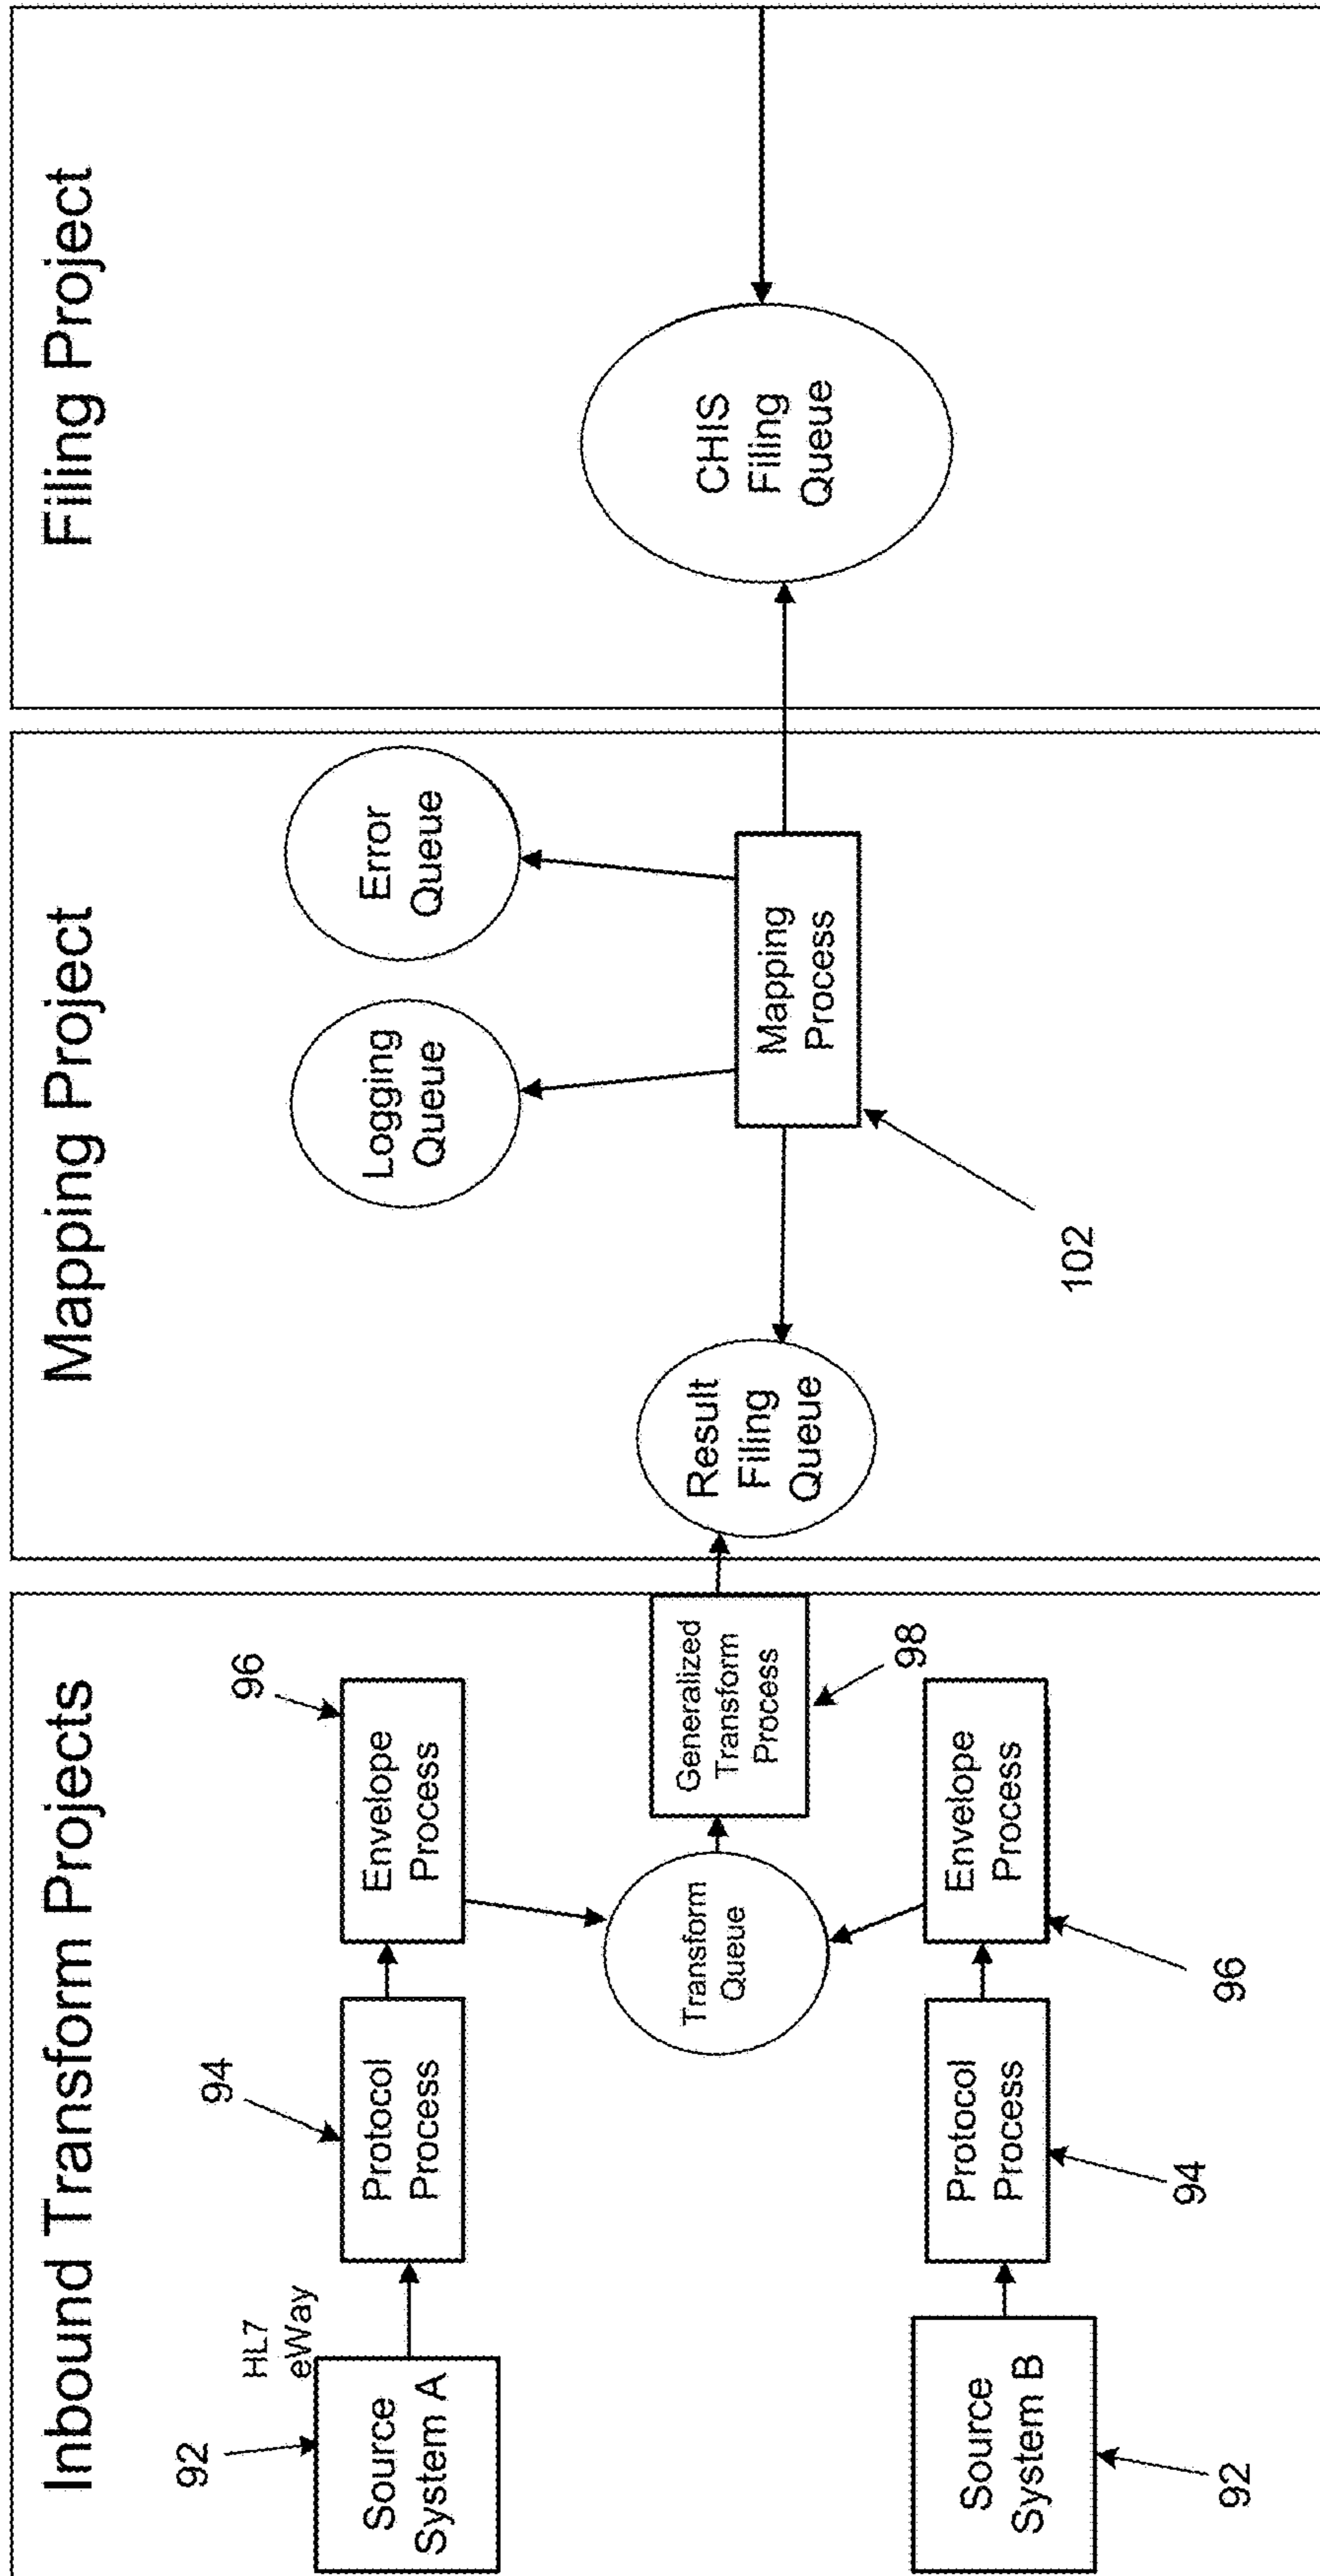 Inbound Transform Projects
92
HL7
eWay
Source
System A
94
Protocol
Process
96
Envelope
Process
Transform
Queue
Generalized
Transform
Process
98
Source
System B
92
Protocol
Process
94
Envelope
Process
96
Mapping Project
Logging
Queue
Error
Queue
Result
Filing
Queue
Mapping
Process
102
Filing Project
CHIS
Filing
Queue